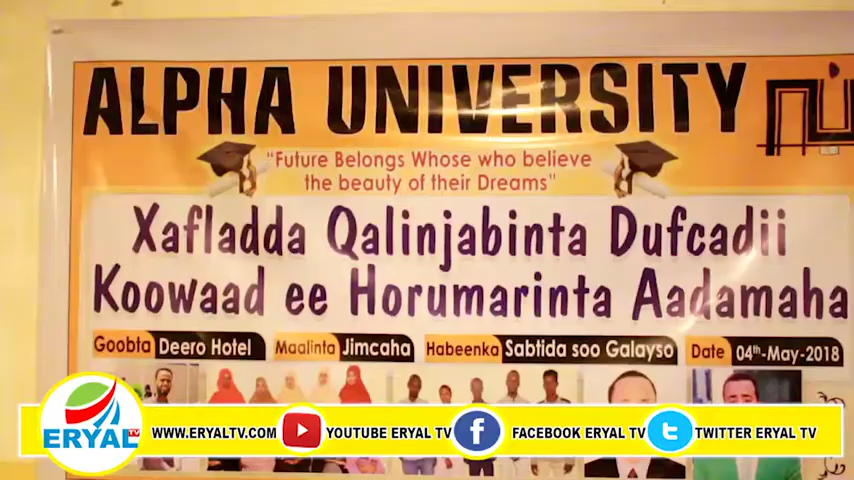 ALPHA UNIVERSITY
"Future Belongs Whose who believe
the beauty of their Dreams"
Xafladda Qalinjabinta Dufcadii
Koowaad ee Horumarinta Aadamaha
Goobta Deero Hotel Maalinta Jimcaha Habeenka Sabtida soo Galayso Date 04th-May-2018
ERYAL TV WWW.ERYALTV.COM YOUTUBE ERYAL TV FACEBOOK ERYAL TV TWITTER ERYAL TV